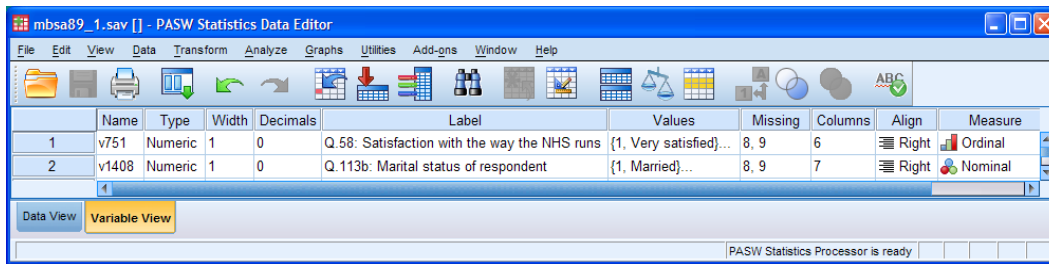 mbsa89_1.sav [] - PASW Statistics Data Editor
File Edit View Data Transform Analyze Graphs Utilities Add-ons Window Help
A 1 4 ABC
Name Type Width Decimals Label Values Missing Columns Align Measure
1 v751 Numeric 1 0 Q.58: Satisfaction with the way the NHS runs {1, Very satisfied}... 8, 9 6 Right Ordinal
2 v1408 Numeric 1 0 Q.113b: Marital status of respondent {1, Married}... 8, 9 7 Right Nominal
Data View Variable View
PASW Statistics Processor is ready